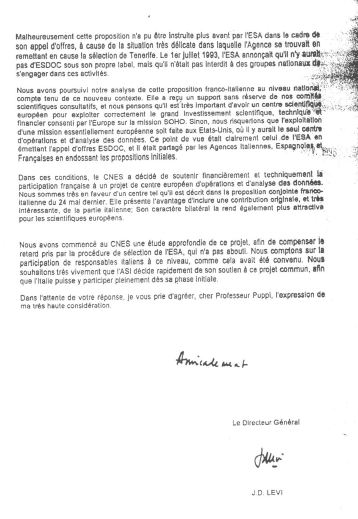 Malheureusement cette proposition n'a pu être instruite plus avant par l'ESA dans le cadre de
son appel d'offres, à cause de la situation très délicate dans laquelle l'Agence se trouvait en
remettant en cause la sélection de Tenerife. Le 1er juillet 1993, l'ESA annonçait qu'il n'y aurait
pas d'ESDOC sous son propre label, mais qu'il n'était pas interdit à des groupes nationaux de
s'engager dans ces activités.
Nous avons poursuivi notre analyse de cette proposition franco-italienne au niveau national,
compte tenu de ce nouveau contexte. Elle a reçu un support sans réserve de nos comités
scientifiques consultatifs, et nous pensons qu'il est très important d'avoir un centre scientifique
européen pour exploiter correctement le grand investissement scientifique, technique et
financier consenti par l'Europe sur la mission SOHO. Sinon, nous risquerions que l'exploitation
d'une mission essentiellement européenne soit faite aux Etats-Unis, où il y aurait le seul centre
d'opérations et d'analyse des données. Ce point de vue était clairement celui de l'ESA en
émettant l'appel d'offres ESDOC, et il était partagé par les Agences Italiennes, Espagnoles et
Françaises en endossant les propositions initiales.
Dans ces conditions, le CNES a décidé de soutenir financièrement et techniquement la
participation française à un projet de centre européen d'opérations et d'analyse des données.
Nous sommes très en faveur d'un centre tel qu'il est décrit dans la proposition conjointe franco-
italienne du 24 mai dernier. Elle présente l'avantage d'inclure une contribution originale, et très
intéressante, de la partie italienne; Son caractère bilatéral la rend également plus attractive
pour les scientifiques européens.
Nous avons commencé au CNES une étude approfondie de ce projet, afin de compenser le
retard pris par la procédure de sélection de l'ESA, qui n'a pas abouti. Nous comptons sur la
participation de responsables italiens à ce niveau, comme cela avait été convenu. Nous
souhaitons très vivement que l'ASI décide rapidement de son soutien à ce projet commun, afin
que l'Italie puisse y participer pleinement dès sa phase initiale.
Dans l'attente de votre réponse, je vous prie d'agréer, cher Professeur Puppi, l'expression de
ma très haute considération.
Amicalement
Le Directeur Général
J.D. LEVI